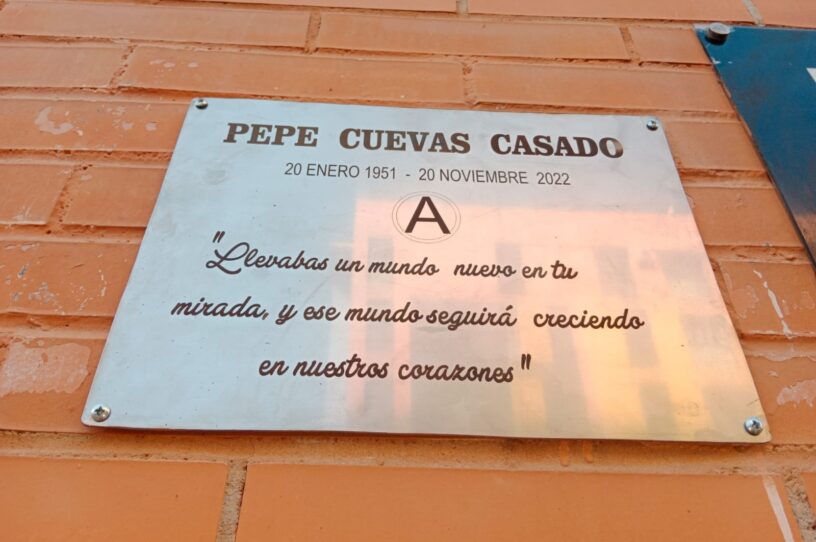 PEPE CUEVAS CASADO
20 ENERO 1951 - 20 NOVIEMBRE 2022
A
"Llevabas un mundo nuevo en tu
mirada, y ese mundo seguirá creciendo
en nuestros corazones"